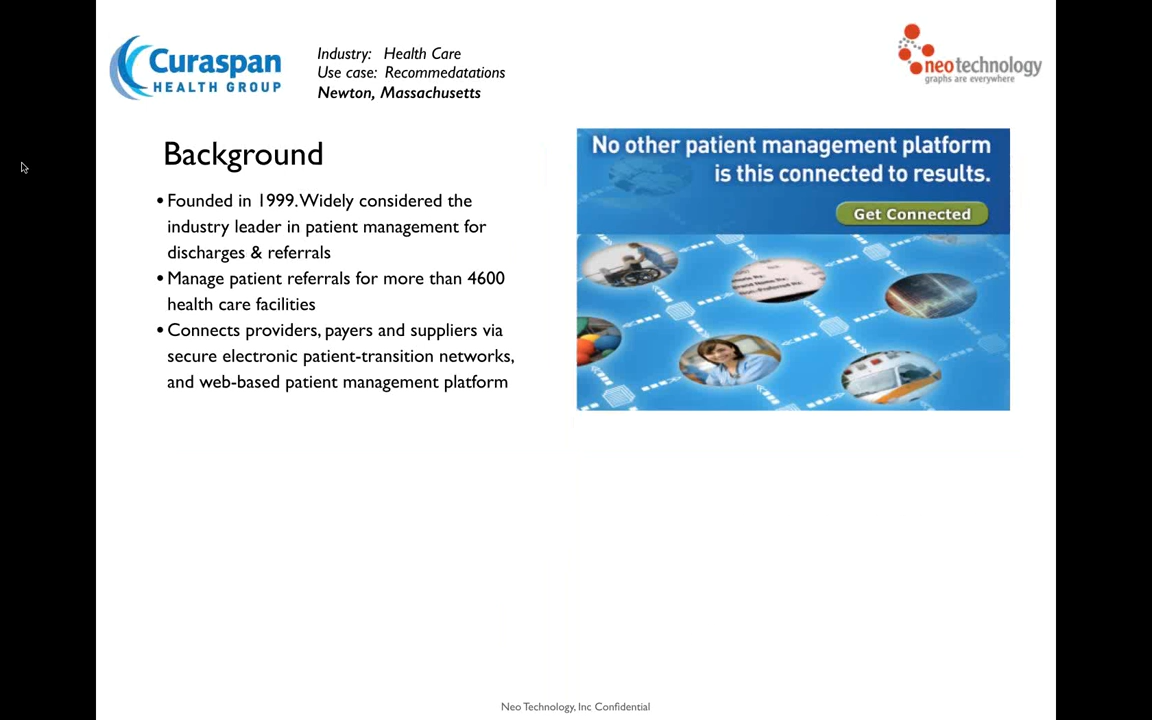 Curaspan
HEALTH GROUP
Industry: Health Care
Use case: Recommedatations
Newton, Massachusetts
neotechnology
graphs are everywhere
Background
• Founded in 1999. Widely considered the
industry leader in patient management for
discharges & referrals
• Manage patient referrals for more than 4600
health care facilities
• Connects providers, payers and suppliers via
secure electronic patient-transition networks,
and web-based patient management platform
No other patient management platform
is this connected to results.
Get Connected
Neo Technology, Inc Confidential